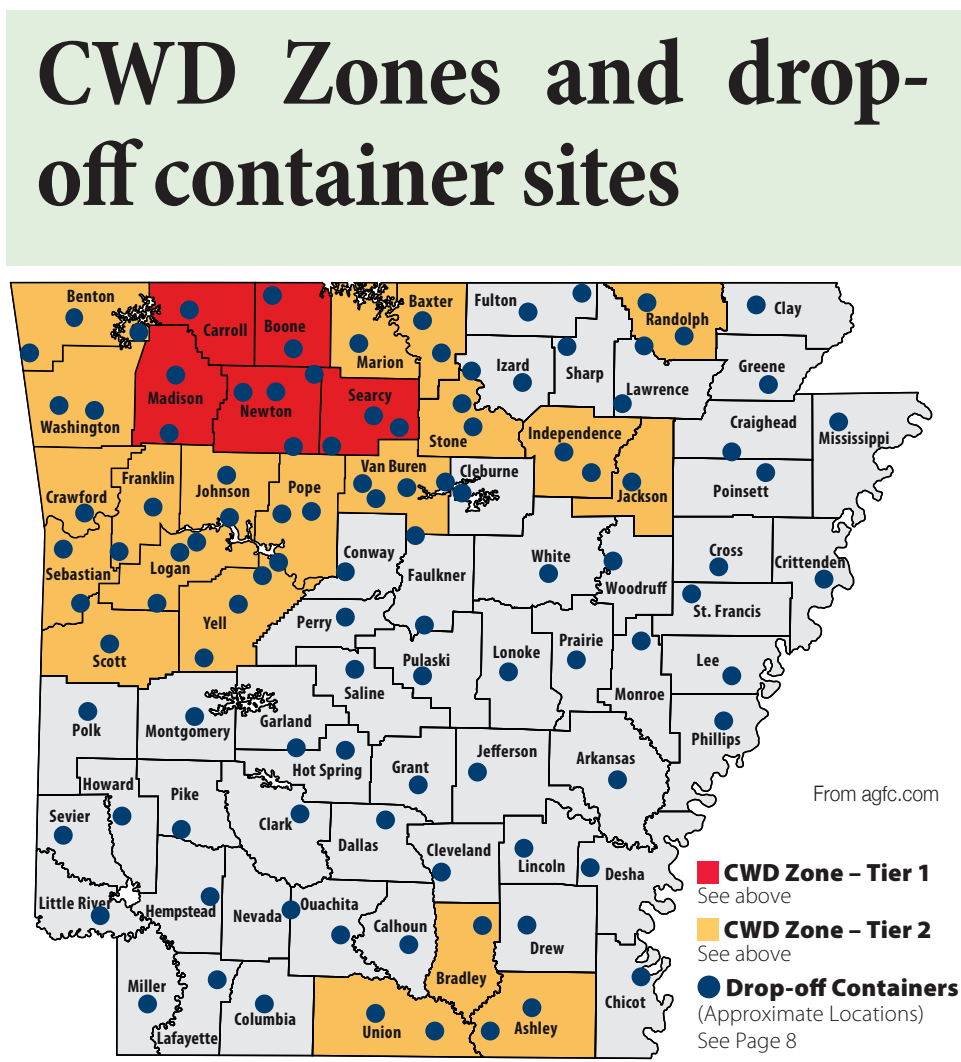 CWD Zones and drop-
off container sites
Benton
Carroll
Boone
Marion
Baxter
Fulton
Randolph
Clay
Izard
Sharp
Lawrence
Greene
Washington
Madison
Newton
Searcy
Stone
Independence
Jackson
Craighead
Mississippi
Crawford
Franklin
Johnson
Pope
Van Buren
Cleburne
Poinsett
Sebastian
Logan
Conway
Faulkner
White
Woodruff
Cross
Crittenden
St. Francis
Scott
Yell
Perry
Pulaski
Lonoke
Prairie
Monroe
Lee
Phillips
Polk
Montgomery
Garland
Saline
Hot Spring
Grant
Jefferson
Arkansas
Howard
Pike
Clark
Dallas
Cleveland
Lincoln
Desha
Sevier
Little River
Hempstead
Nevada
Ouachita
Calhoun
Bradley
Drew
Miller
Lafayette
Columbia
Union
Ashley
Chicot
From agfc.com
CWD Zone – Tier 1
See above
CWD Zone – Tier 2
See above
Drop-off Containers
(Approximate Locations)
See Page 8